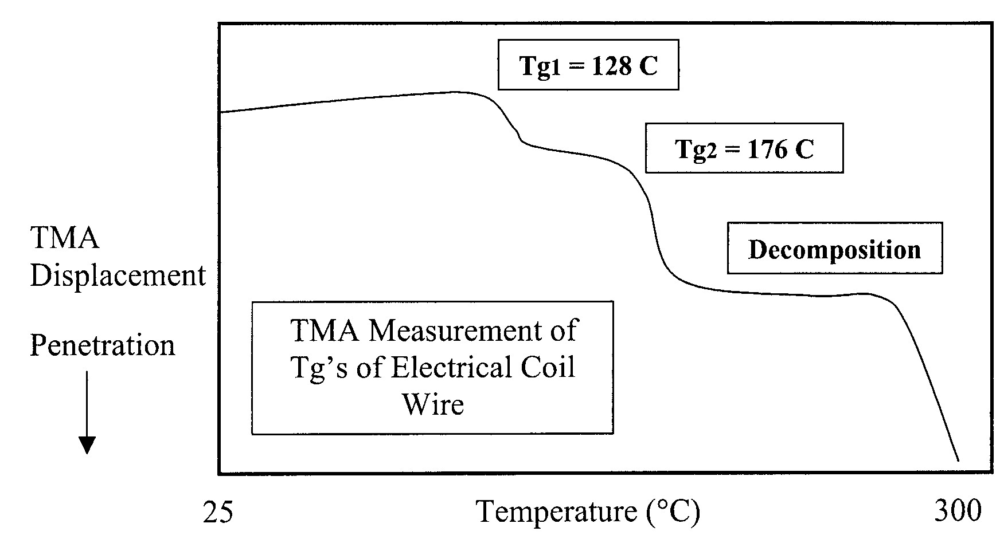 Tg1 = 128 C
Tg2 = 176 C
Decomposition
TMA
Displacement
Penetration
TMA Measurement of
Tg’s of Electrical Coil
Wire
25
Temperature (°C)
300